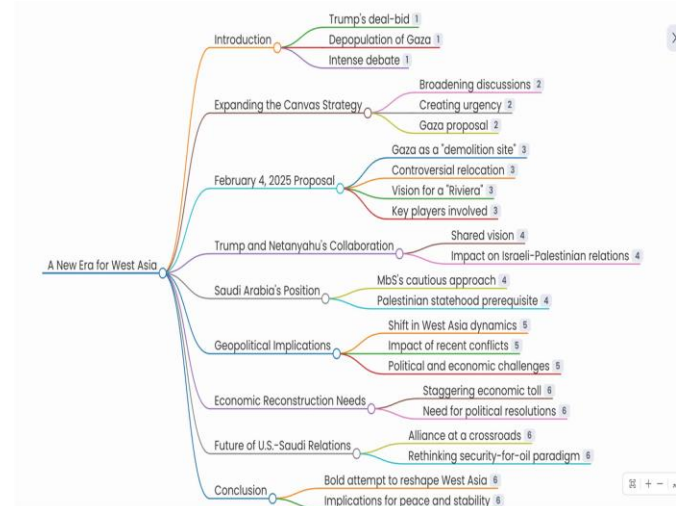 A New Era for West Asia
Introduction
Trump's deal-bid 1
Depopulation of Gaza 1
Intense debate 1
Expanding the Canvas Strategy
Broadening discussions 2
Creating urgency 2
Gaza proposal 2
February 4, 2025 Proposal
Gaza as a "demolition site" 3
Controversial relocation 3
Vision for a "Riviera" 3
Key players involved 3
Trump and Netanyahu's Collaboration
Shared vision 4
Impact on Israeli-Palestinian relations 4
Saudi Arabia's Position
MbS's cautious approach 4
Palestinian statehood prerequisite 4
Geopolitical Implications
Shift in West Asia dynamics 5
Impact of recent conflicts 5
Political and economic challenges 5
Economic Reconstruction Needs
Staggering economic toll 6
Need for political resolutions 6
Future of U.S.-Saudi Relations
Alliance at a crossroads 6
Rethinking security-for-oil paradigm 6
Conclusion
Bold attempt to reshape West Asia 6
Implications for peace and stability 6